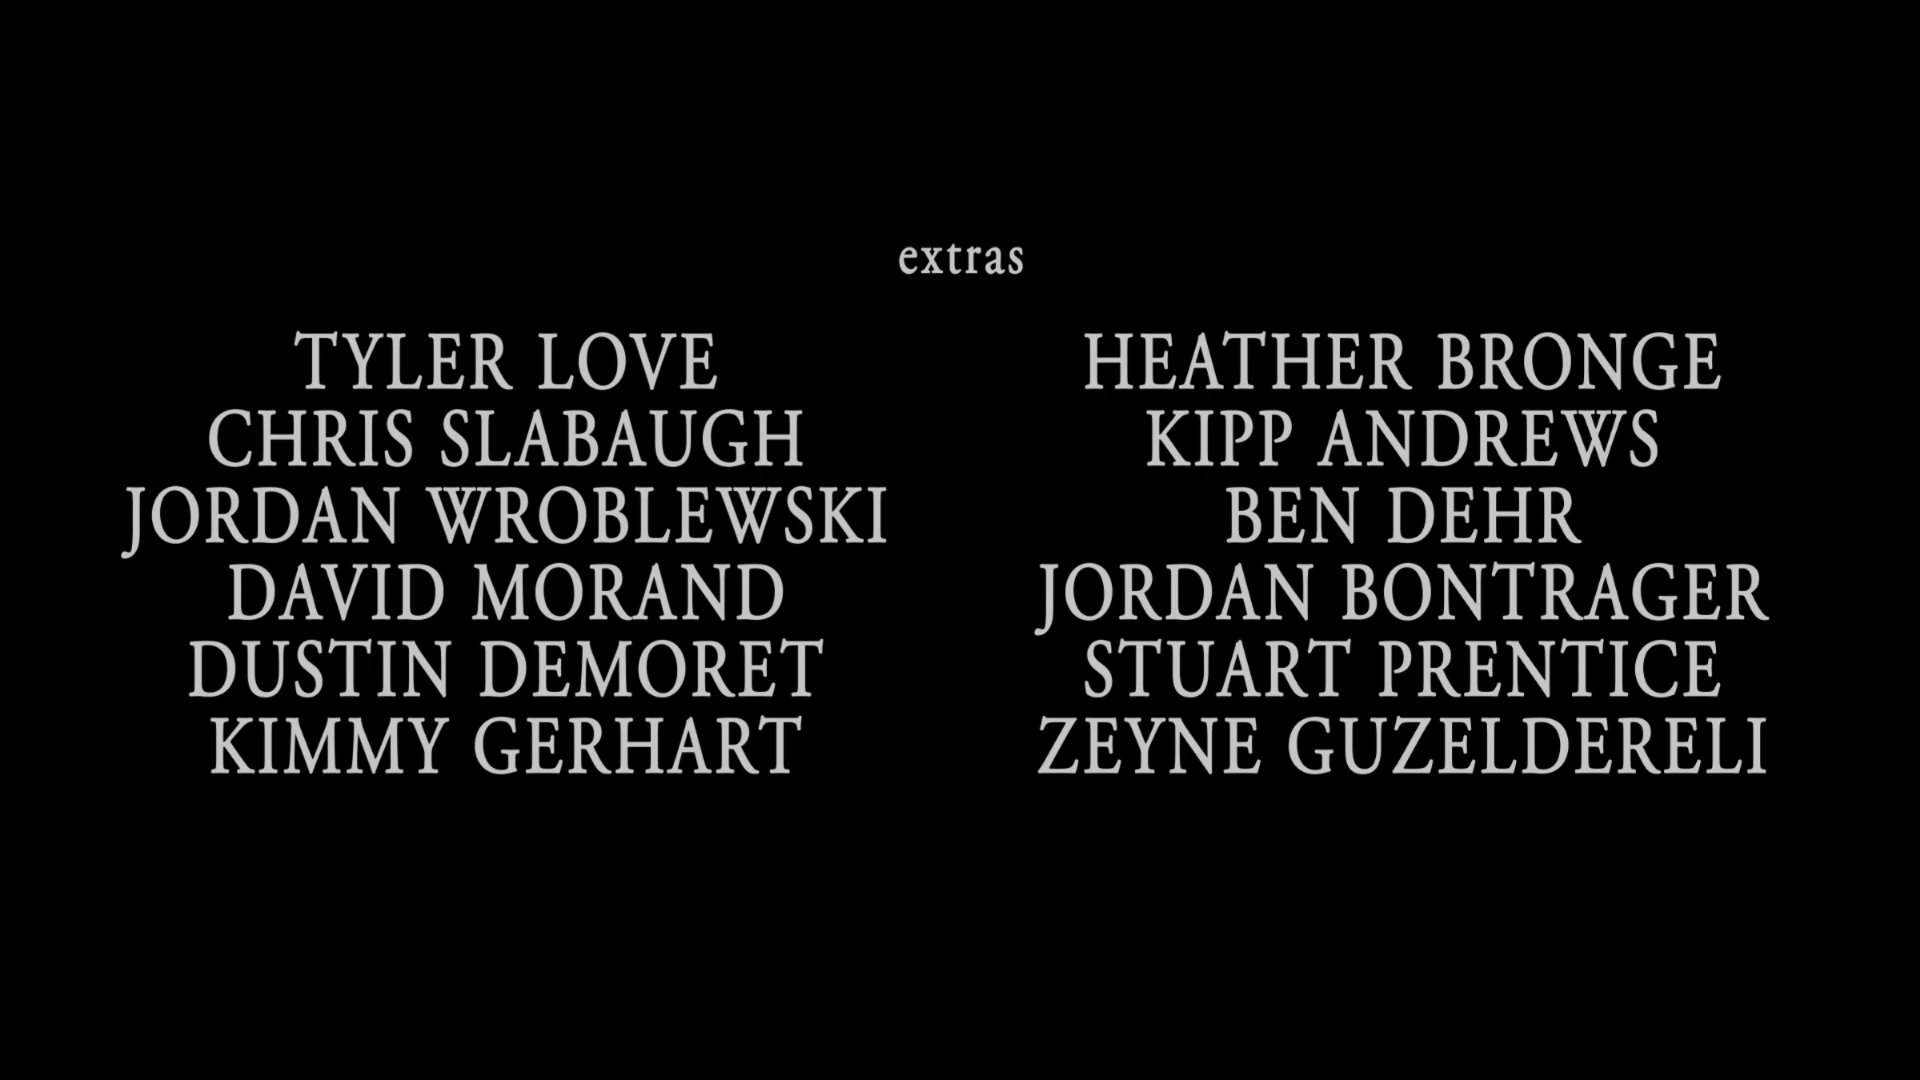 extras
TYLER LOVE
CHRIS SLABAUGH
JORDAN WROBLEWSKI
DAVID MORAND
DUSTIN DEMORET
KIMMY GERHART
HEATHER BRONGE
KIPP ANDREWS
BEN DEHR
JORDAN BONTRAGER
STUART PRENTICE
ZEYNE GUZELDERELI